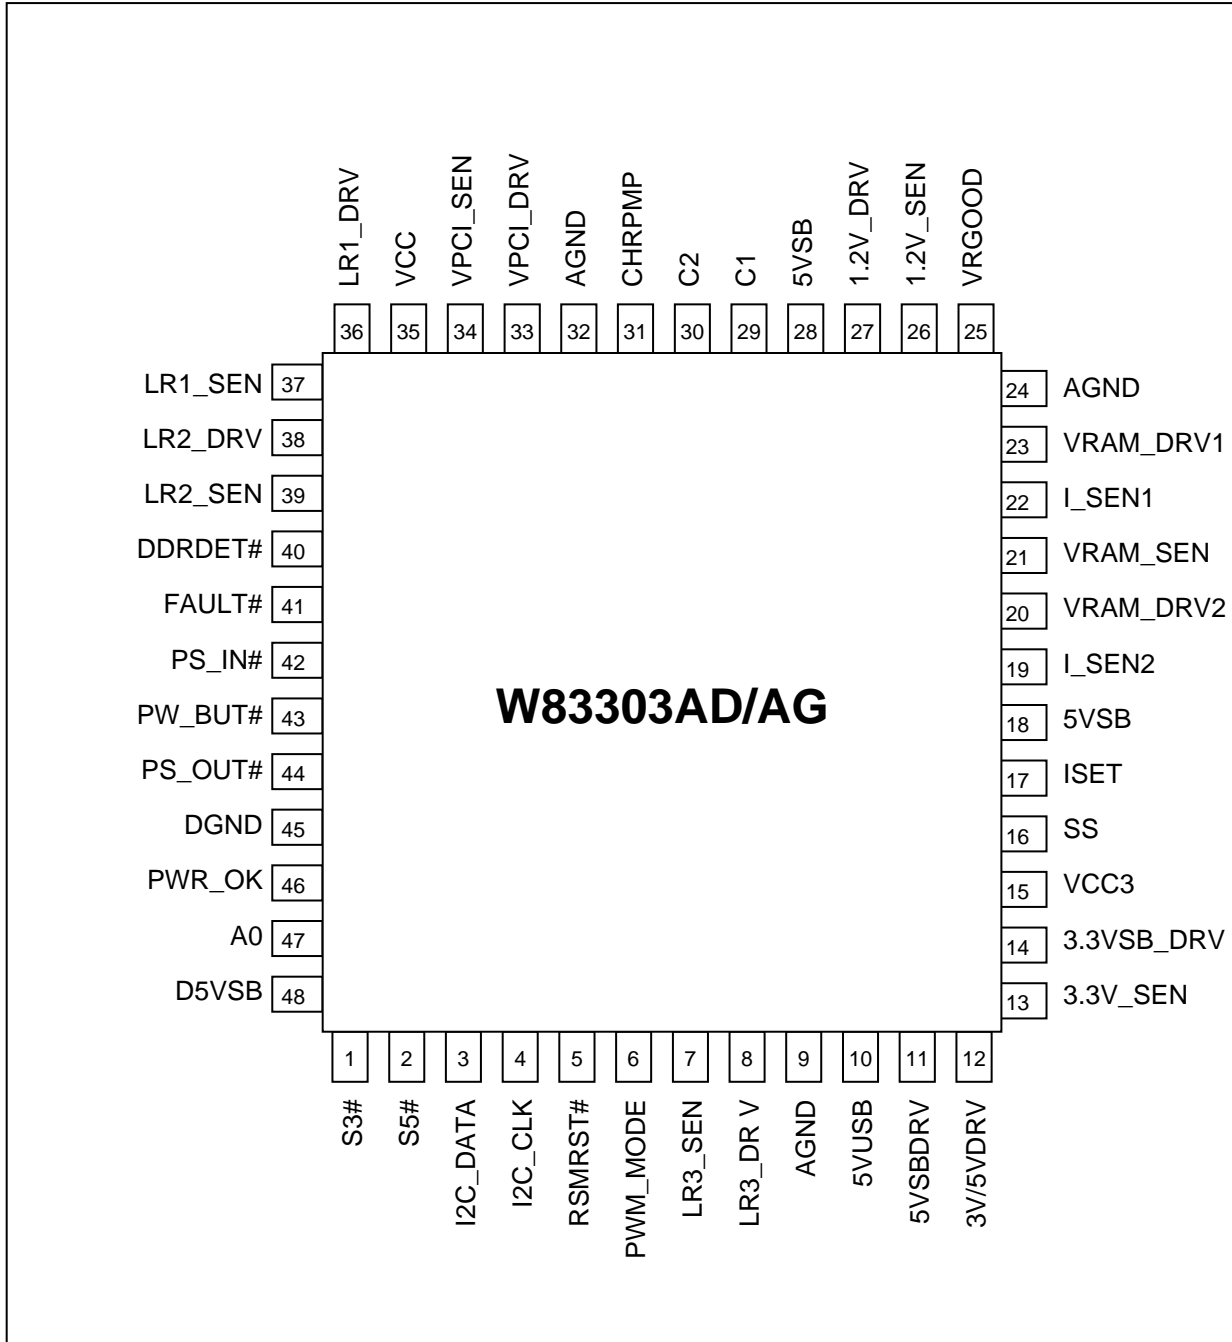 LR1_DRV
VCC
VPCI_SEN
VPCI_DRV
AGND
CHRPMP
C2
C1
5VSB
1.2V_DRV
1.2V_SEN
VRGOOD
36 35 34 33 32 31 30 29 28 27 26 25
LR1_SEN 37
LR2_DRV 38
LR2_SEN 39
DDRDET# 40
FAULT# 41
PS_IN# 42
PW_BUT# 43
PS_OUT# 44
DGND 45
PWR_OK 46
A0 47
D5VSB 48
W83303AD/AG
24 AGND
23 VRAM_DRV1
22 I_SEN1
21 VRAM_SEN
20 VRAM_DRV2
19 I_SEN2
18 5VSB
17 ISET
16 SS
15 VCC3
14 3.3VSB_DRV
13 3.3V_SEN
1 2 3 4 5 6 7 8 9 10 11 12
S3#
S5#
I2C_DATA
I2C_CLK
RSMRST#
PWM_MODE
LR3_SEN
LR3_DR V
AGND
5VUSB
5VSBDRV
3V/5VDRV